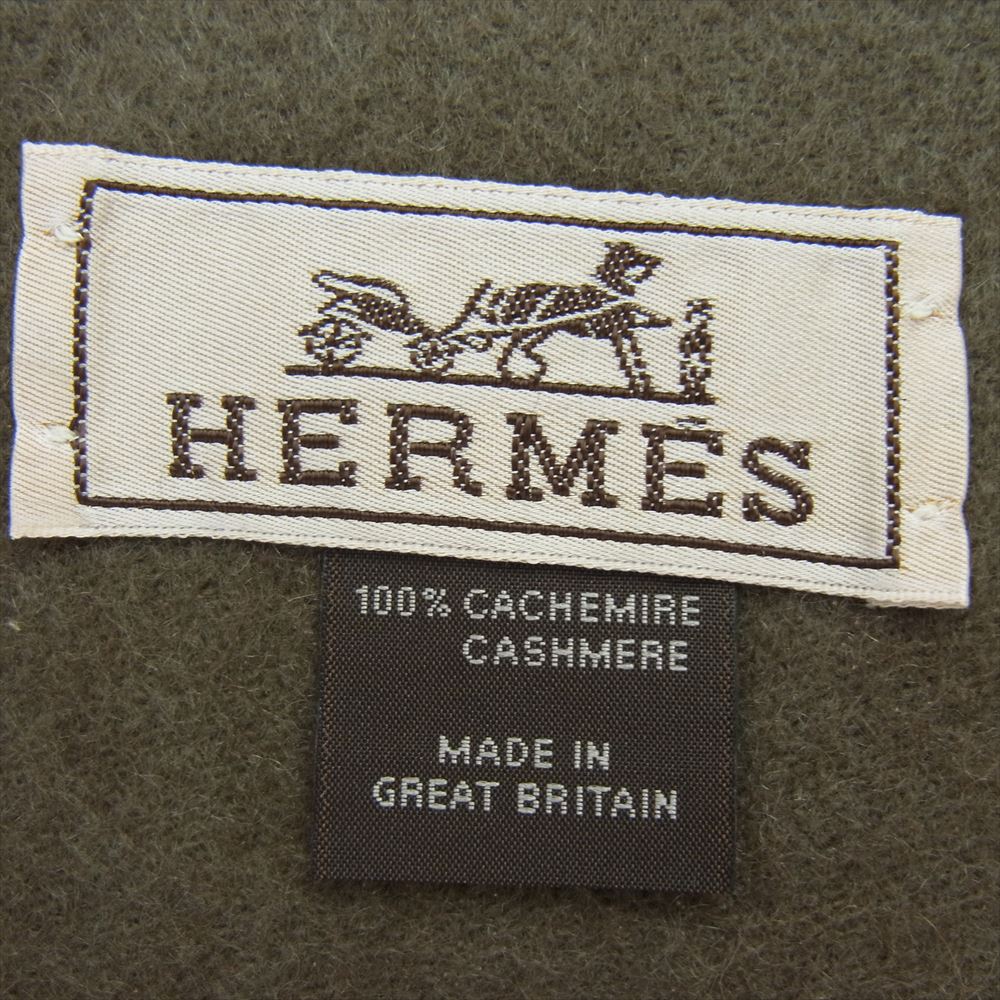 HERMÈS
100% CACHEMIRE
CASHMERE
MADE IN
GREAT BRITAIN